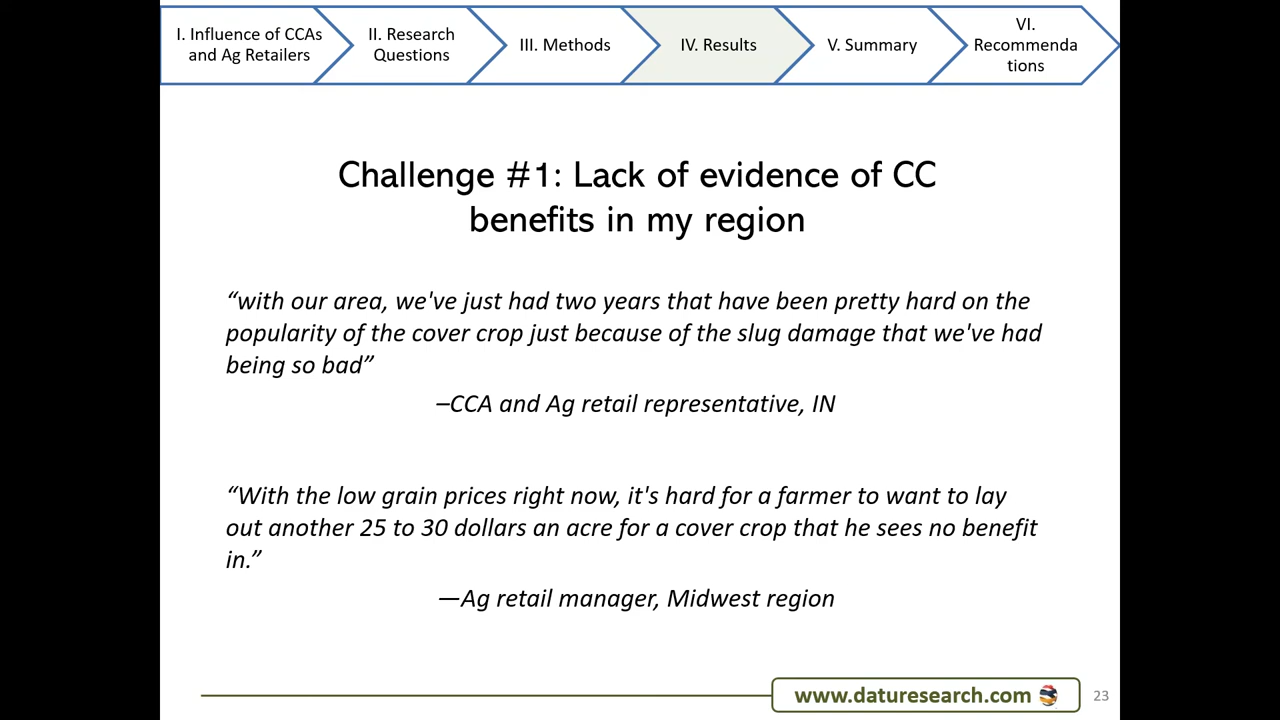 I. Influence of CCAs
and Ag Retailers
II. Research
Questions
III. Methods
IV. Results
V. Summary
VI.
Recommenda
tions
Challenge #1: Lack of evidence of CC
benefits in my region
“with our area, we've just had two years that have been pretty hard on the
popularity of the cover crop just because of the slug damage that we've had
being so bad”
–CCA and Ag retail representative, IN
“With the low grain prices right now, it's hard for a farmer to want to lay
out another 25 to 30 dollars an acre for a cover crop that he sees no benefit
in.”
—Ag retail manager, Midwest region
www.daturesearch.com
23